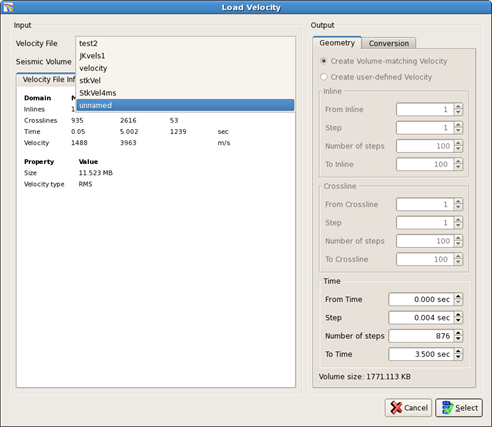 Load Velocity
Input
Velocity File
test2
JKvels1
velocity
stkVel
StkVel4ms
unnamed
Seismic Volume
Velocity File Inf
Domain
Inlines
Crosslines 935 2616 53
Time 0.05 5.002 1239 sec
Velocity 1488 3963 m/s
Property Value
Size 11.523 MB
Velocity type RMS
Output
Geometry Conversion
Create Volume-matching Velocity
Create user-defined Velocity
Inline
From Inline 1
Step 1
Number of steps 100
To Inline 100
Crossline
From Crossline 1
Step 1
Number of steps 100
To Crossline 100
Time
From Time 0.000 sec
Step 0.004 sec
Number of steps 876
To Time 3.500 sec
Volume size: 1771.113 KB
Cancel Select